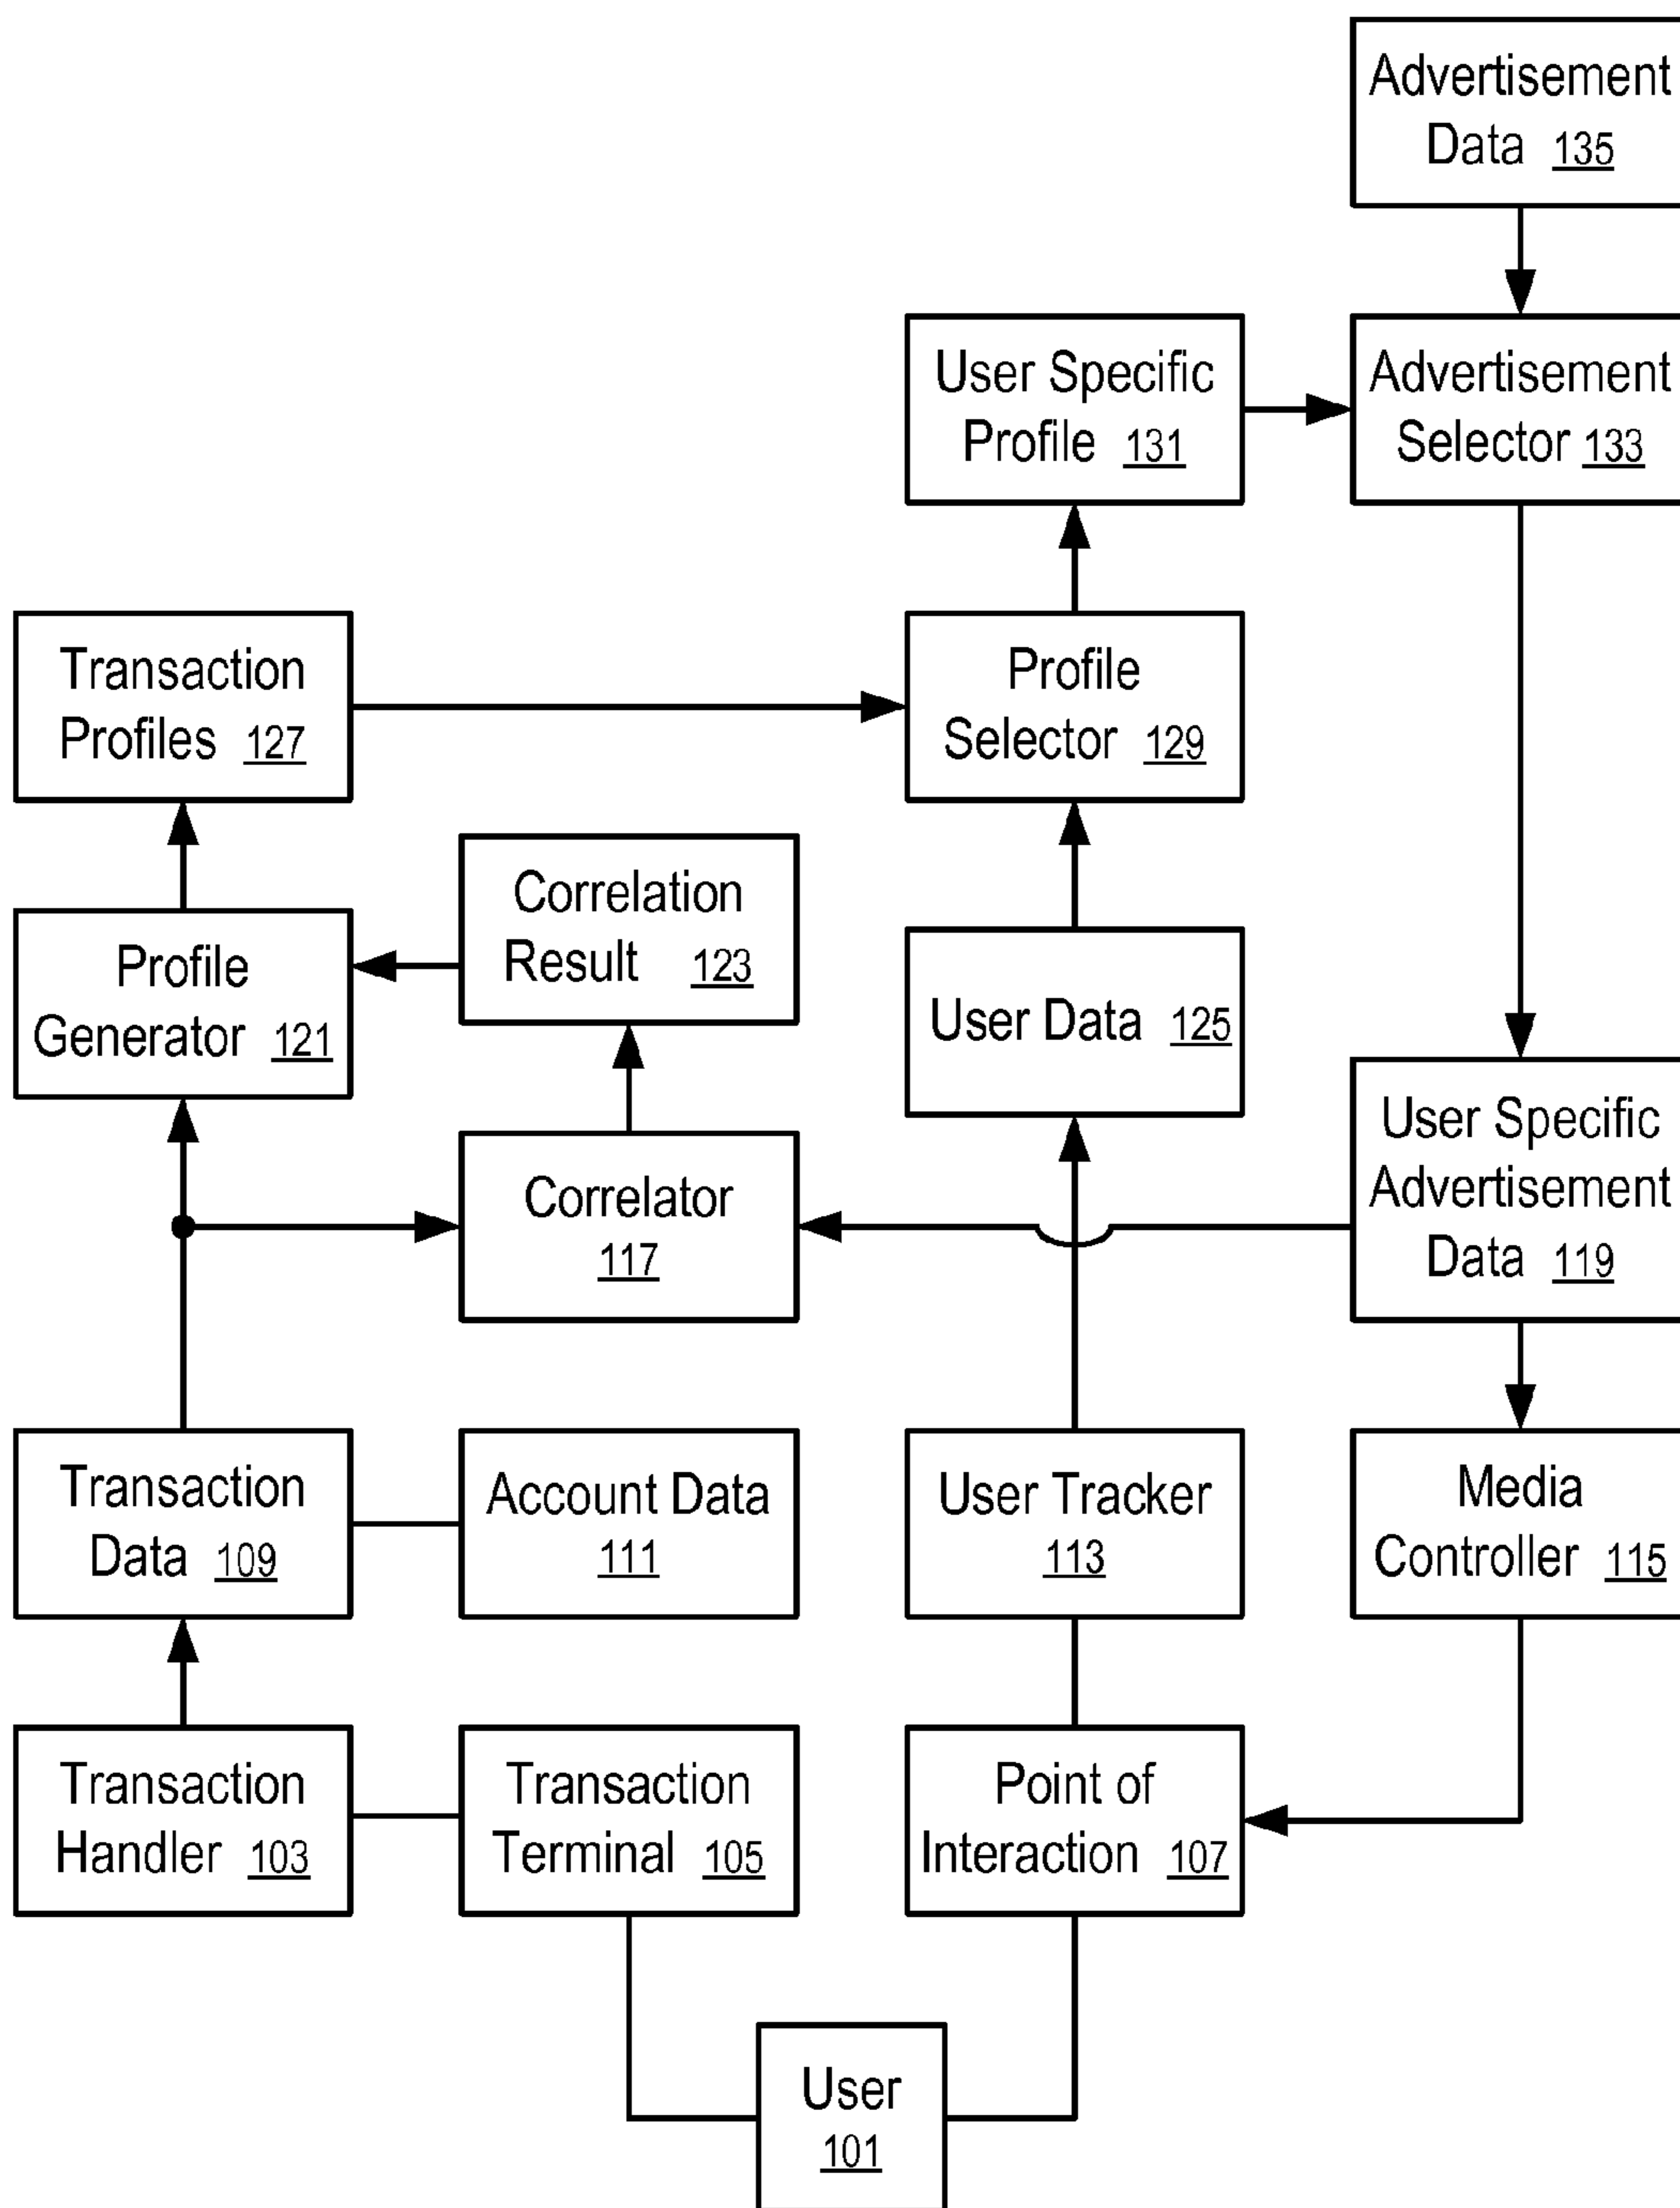 Advertisement
Data 135
User Specific
Profile 131
Advertisement
Selector 133
Transaction
Profiles 127
Profile
Selector 129
Correlation
Result 123
Profile
Generator 121
User Data 125
User Specific
Advertisement
Data 119
Correlator
117
Transaction
Data 109
Account Data
111
User Tracker
113
Media
Controller 115
Transaction
Handler 103
Transaction
Terminal 105
Point of
Interaction 107
User
101